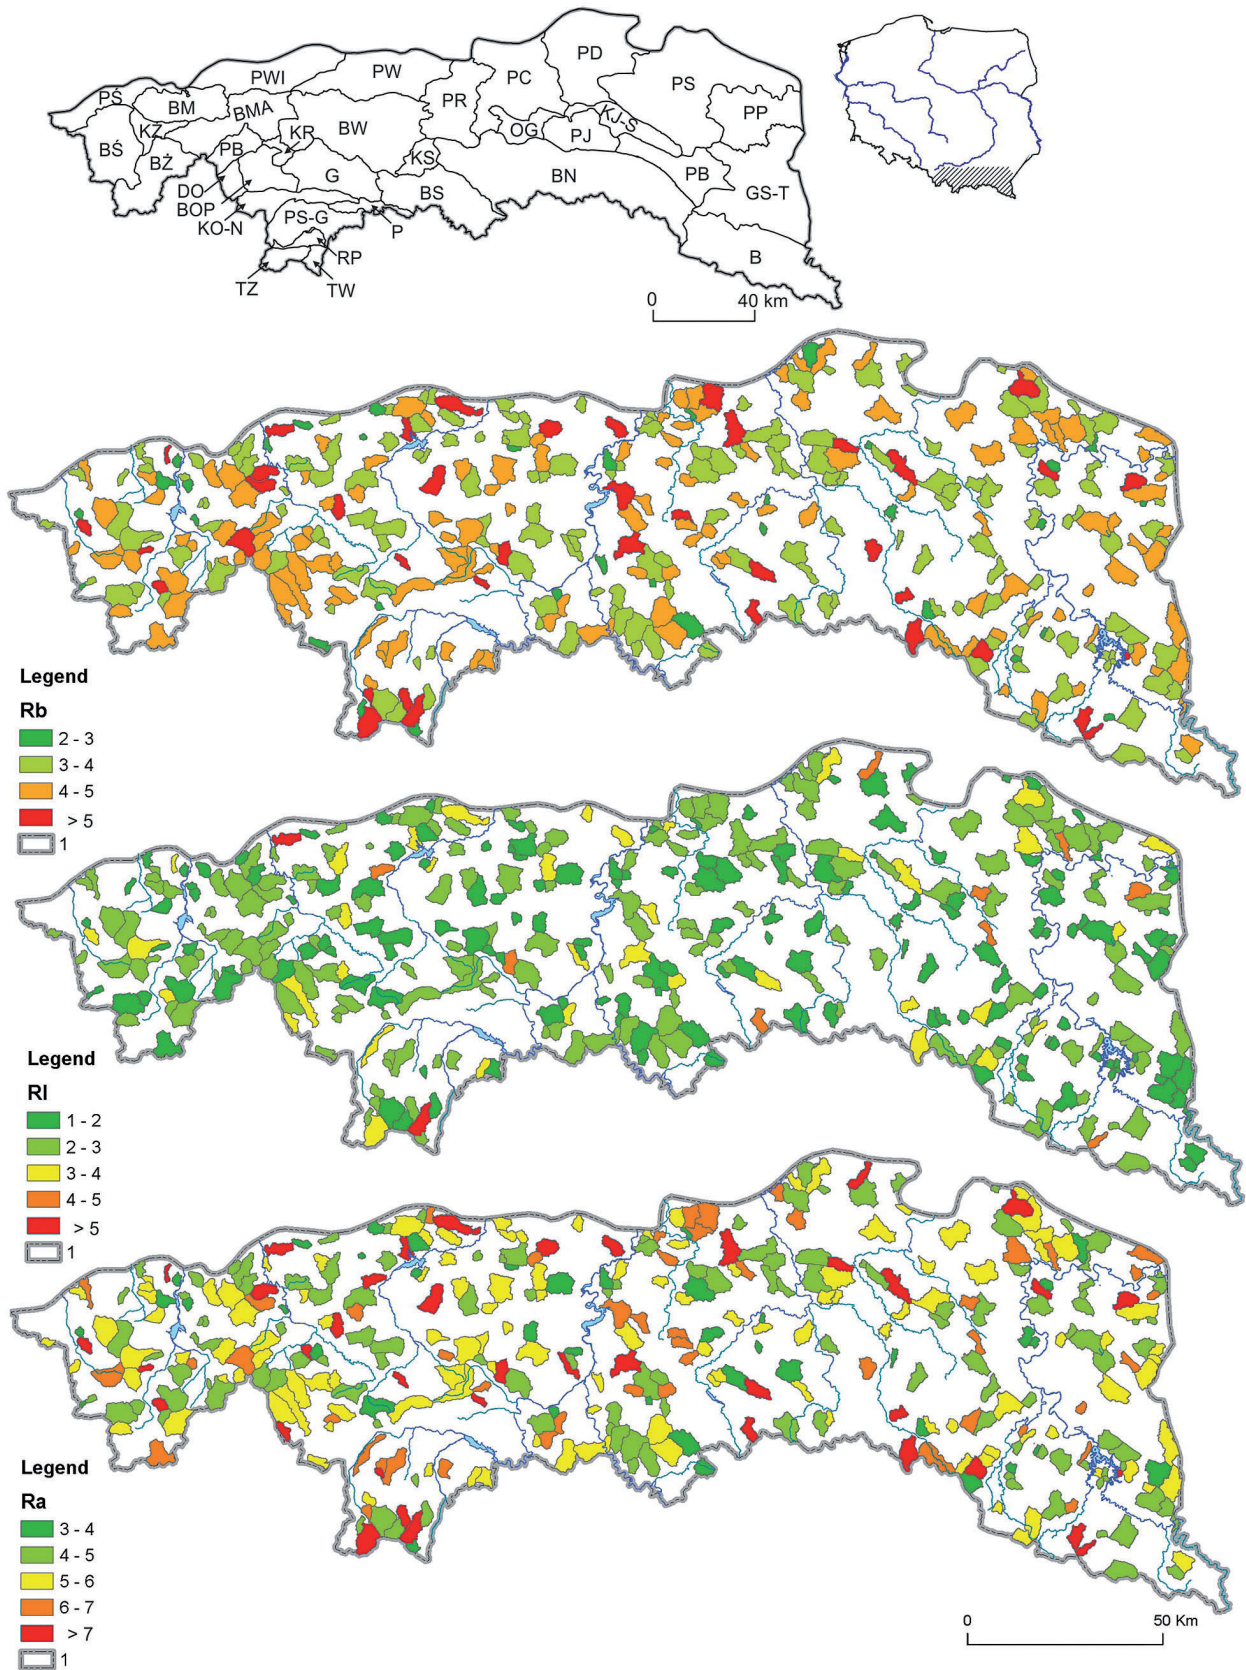 PD
PWI
PW
PC
PS
PŚ
BM
BMA
PR
PP
KZ
KR
BW
OG
PJ
KJ-S
BŚ
BŻ
PB
KS
G
BN
PB
DO
BOP
BS
GS-T
KO-N
PS-G
P
RP
B
TZ
TW
0 40 km
Legend
Rb
2 - 3
3 - 4
4 - 5
> 5
1
Legend
Rl
1 - 2
2 - 3
3 - 4
4 - 5
> 5
1
Legend
Ra
3 - 4
4 - 5
5 - 6
6 - 7
> 7
1
0 50 Km